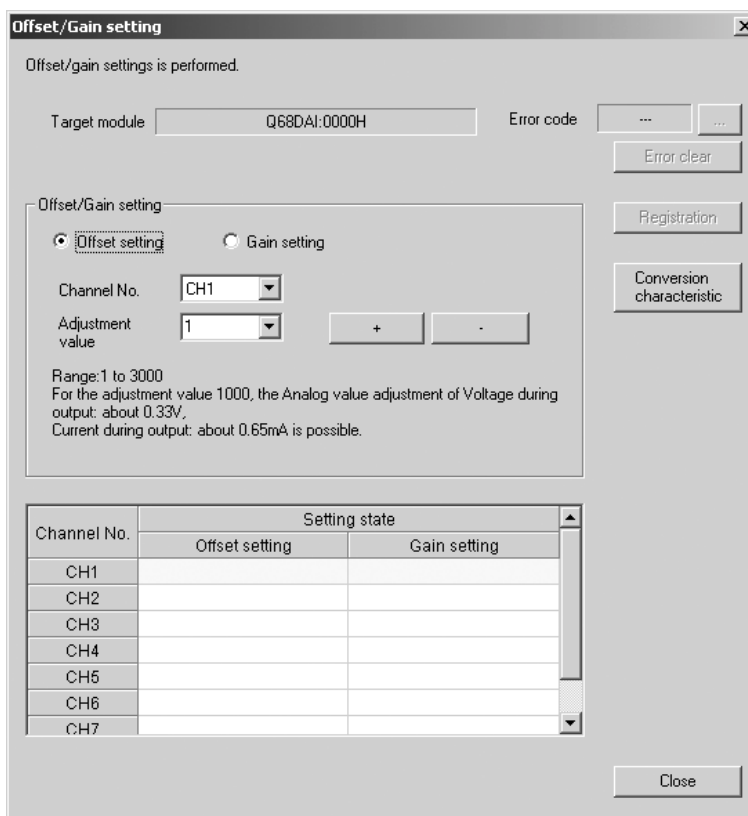 Offset/Gain setting
Offset/gain settings is performed.
Target module Q68DAI:0000H Error code --- ...
Error clear
Offset/Gain setting
Registration
Offset setting Gain setting
Conversion
characteristic
Channel No. CH1
Adjustment
value 1 + -
Range:1 to 3000
For the adjustment value 1000, the Analog value adjustment of Voltage during
output: about 0.33V,
Current during output: about 0.65mA is possible.
Channel No. Setting state
Offset setting Gain setting
CH1
CH2
CH3
CH4
CH5
CH6
CH7
Close